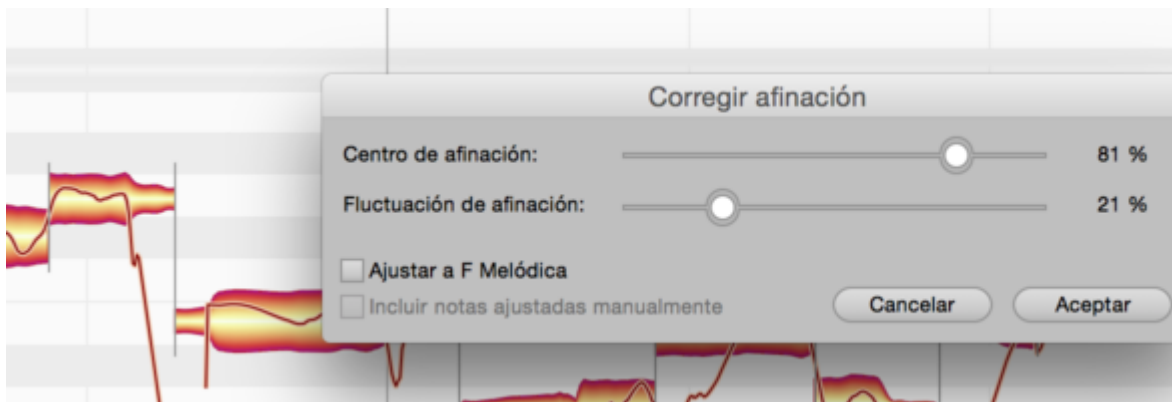 Corregir afinación
Centro de afinación: 81 %
Fluctuación de afinación: 21 %
Ajustar a F Melódica
Incluir notas ajustadas manualmente
Cancelar Aceptar